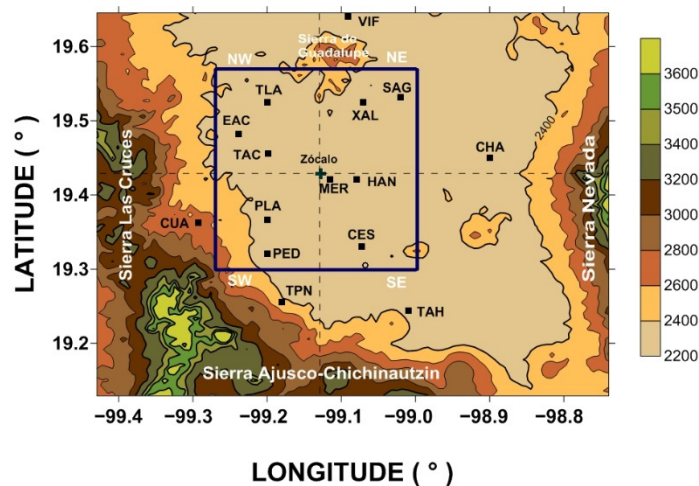 VIF
19.6
Sierra de
Guadalupe
NW
NE
3600
TLA
SAG
3400
19.5
EAC
XAL
2400
3200
TAC
Zócalo
CHA
3000
19.4
MER
HAN
2800
CUA
PLA
2600
PED
CES
2400
19.3
SW
SE
2200
TPN
TAH
19.2
Sierra Las Cruces
Sierra Nevada
Sierra Ajusco-Chichinautzin
LATITUDE ( ° )
−99.4 −99.3 −99.2 −99.1 −99.0 −98.9 −98.8
LONGITUDE ( ° )